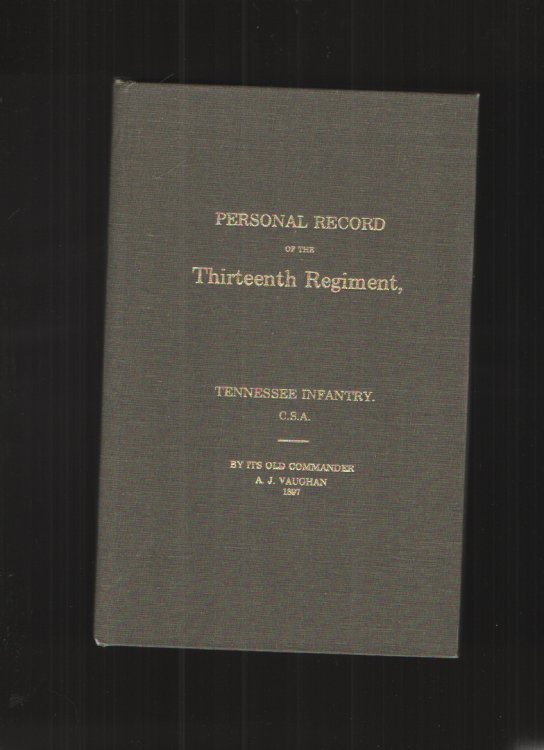 PERSONAL RECORD
OF THE
Thirteenth Regiment,
TENNESSEE INFANTRY.
C.S.A.
BY ITS OLD COMMANDER
A. J. VAUGHAN
1897